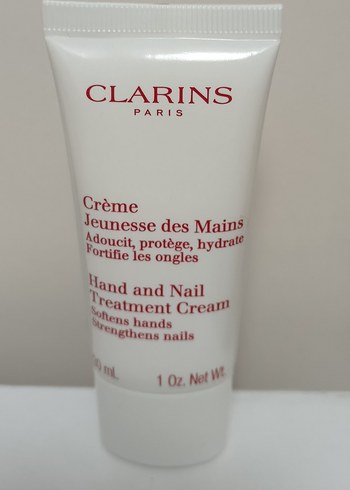 CLARINS
PARIS
Crème
Jeunesse des Mains
Adoucit, protège, hydrate
Fortifie les ongles
Hand and Nail
Treatment Cream
Softens hands
Strengthens nails
ml. 1 Oz. Net Wt.